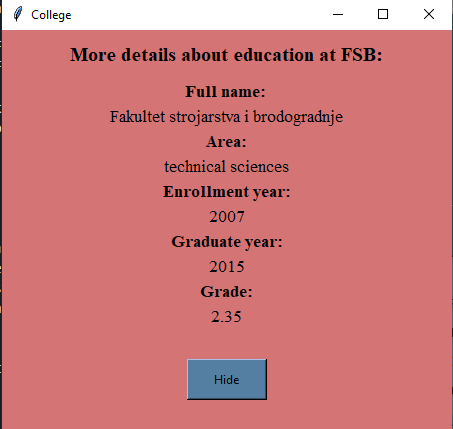 College
More details about education at FSB:
Full name:
Fakultet strojarstva i brodogradnje
Area:
technical sciences
Enrollment year:
2007
Graduate year:
2015
Grade:
2.35
Hide